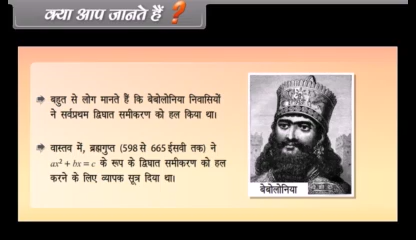 क्या आप जानते हैं ?
बहुत से लोग मानते हैं कि बेबोलोनिया निवासियों
ने सर्वप्रथम द्विघात समीकरण को हल किया था।
वास्तव में, ब्रह्मगुप्त (598 से 665 ईसवी तक) ने
ax² + bx = c के रूप के द्विघात समीकरण को हल
करने के लिए व्यापक सूत्र दिया था।
बेबोलोनिया